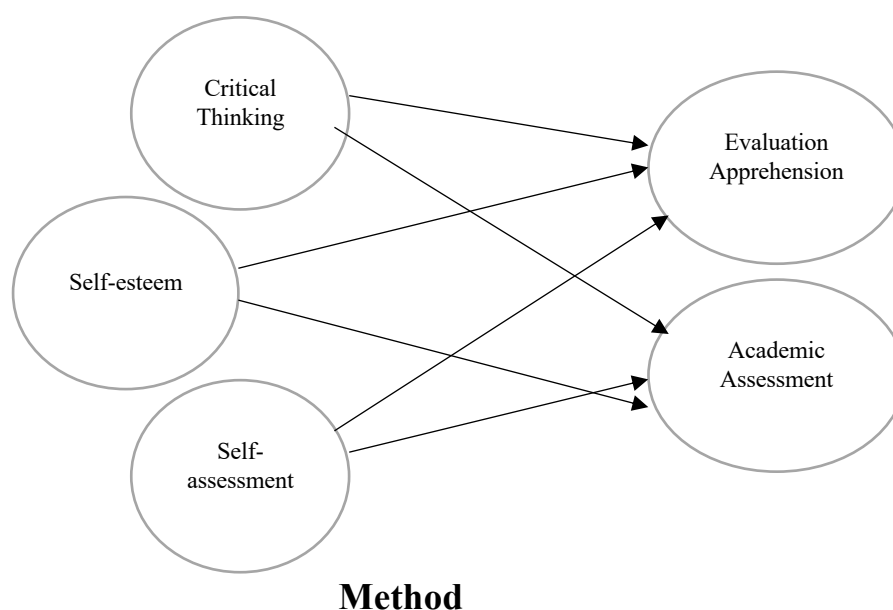 Critical
Thinking
Evaluation
Apprehension
Self-esteem
Academic
Assessment
Self-
assessment
Method